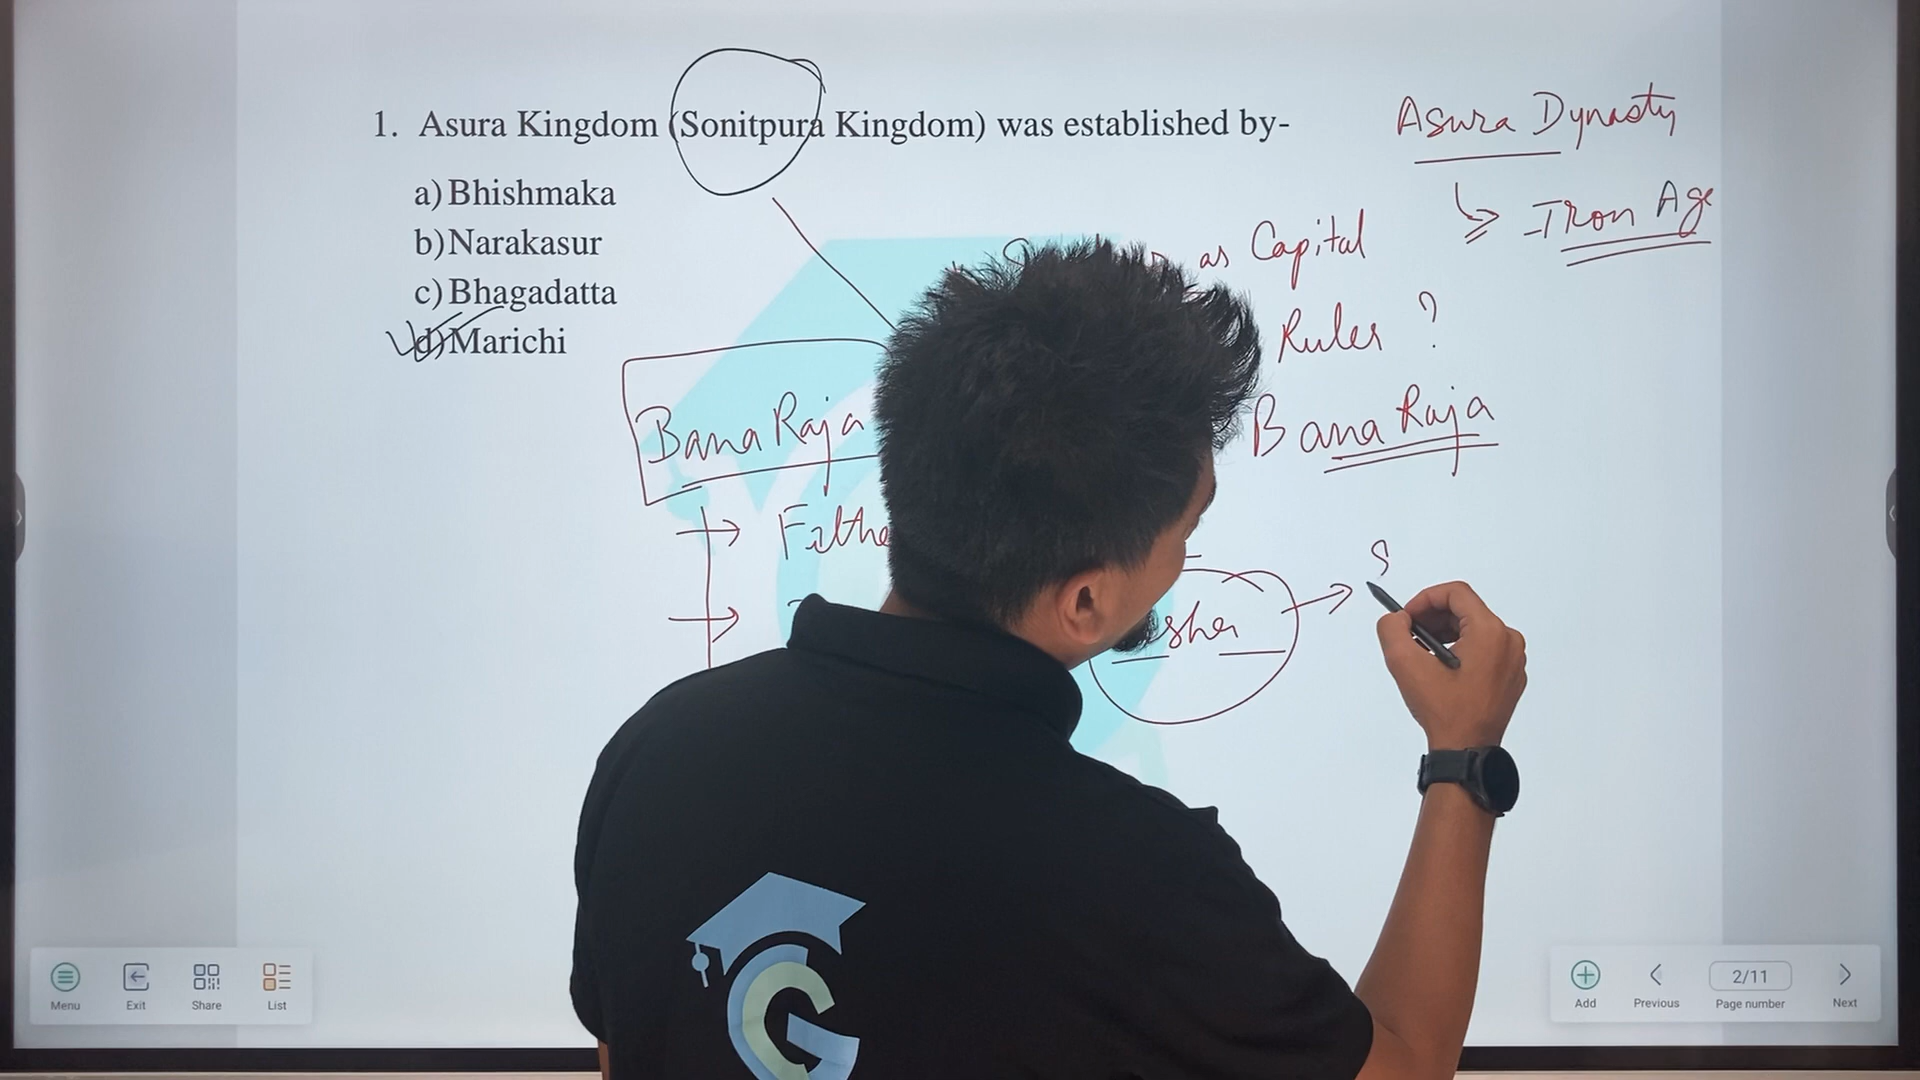 1. Asura Kingdom (Sonitpura Kingdom) was established by-
a) Bhishmaka
b) Narakasur
c) Bhagadatta
d) Marichi
Asura Dynasty
Iron Age
as Capital
Ruler ?
Bana Raja
Bana Raja
S
Menu
Exit
Share
List
Add
Previous
2/11
Page number
Next